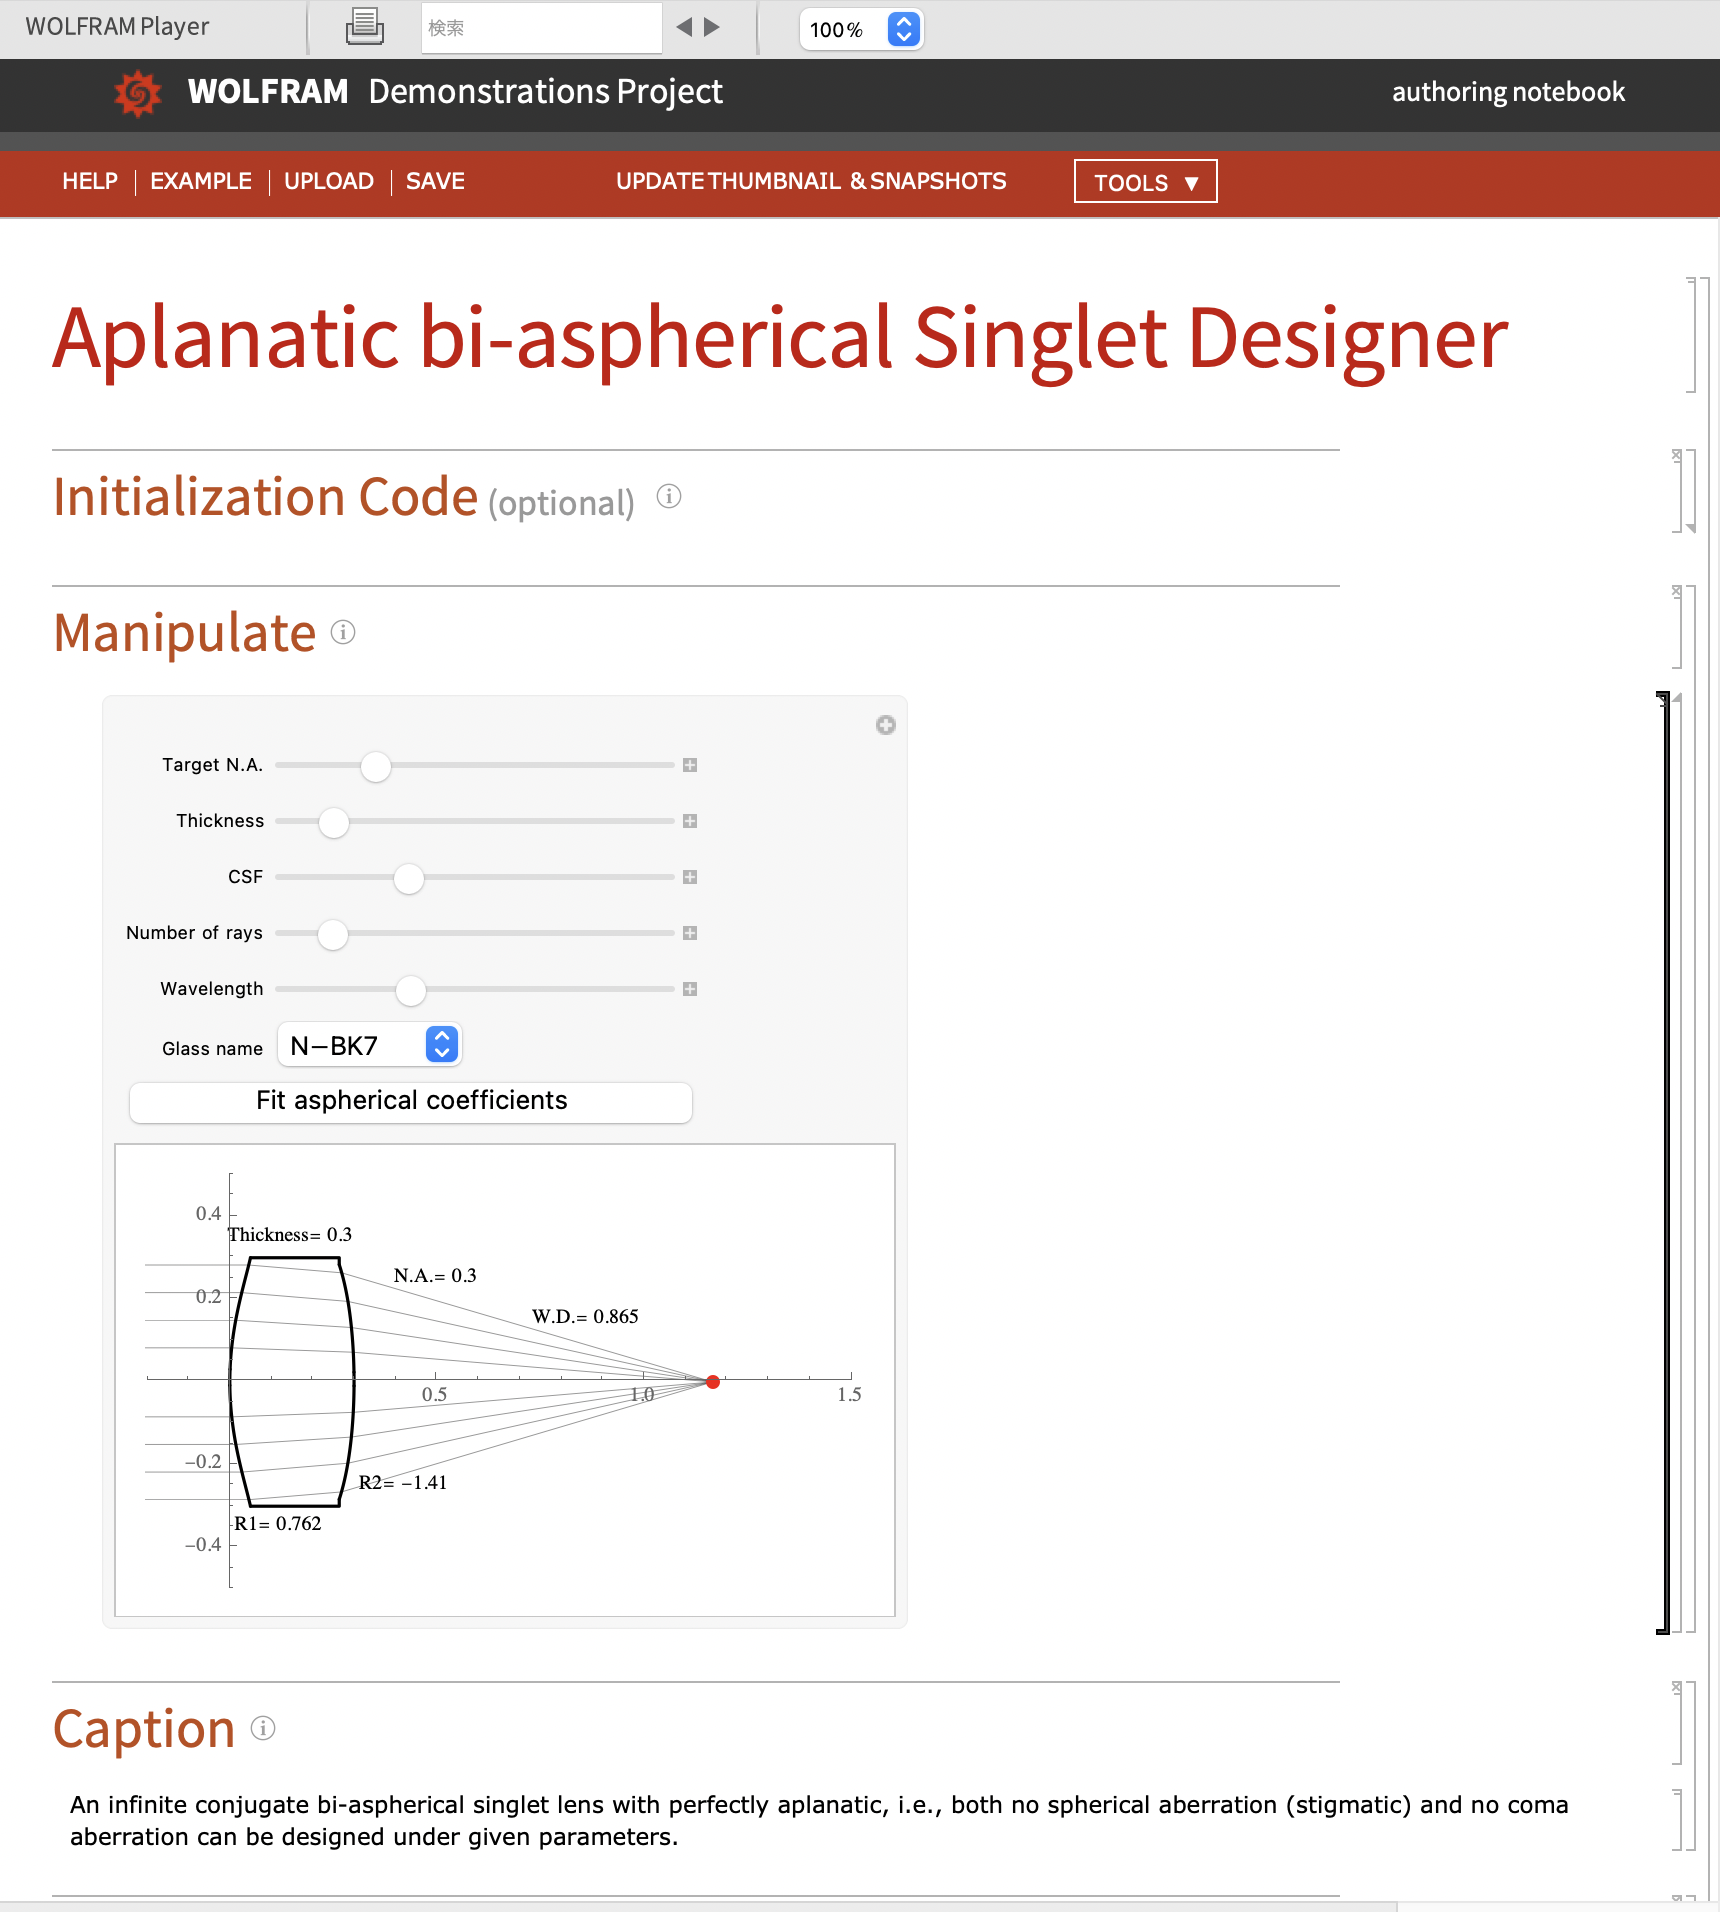 WOLFRAM Player 検索 100%
WOLFRAM Demonstrations Project authoring notebook
HELP EXAMPLE UPLOAD SAVE UPDATE THUMBNAIL & SNAPSHOTS TOOLS ▼
Aplanatic bi-aspherical Singlet Designer
Initialization Code (optional)
Manipulate
Target N.A.
Thickness
CSF
Number of rays
Wavelength
Glass name N-BK7
Fit aspherical coefficients
0.4
Thickness= 0.3
N.A.= 0.3
0.2
W.D.= 0.865
0.5 1.0 1.5
-0.2
R2= -1.41
R1= 0.762
-0.4
Caption
An infinite conjugate bi-aspherical singlet lens with perfectly aplanatic, i.e., both no spherical aberration (stigmatic) and no coma
aberration can be designed under given parameters.